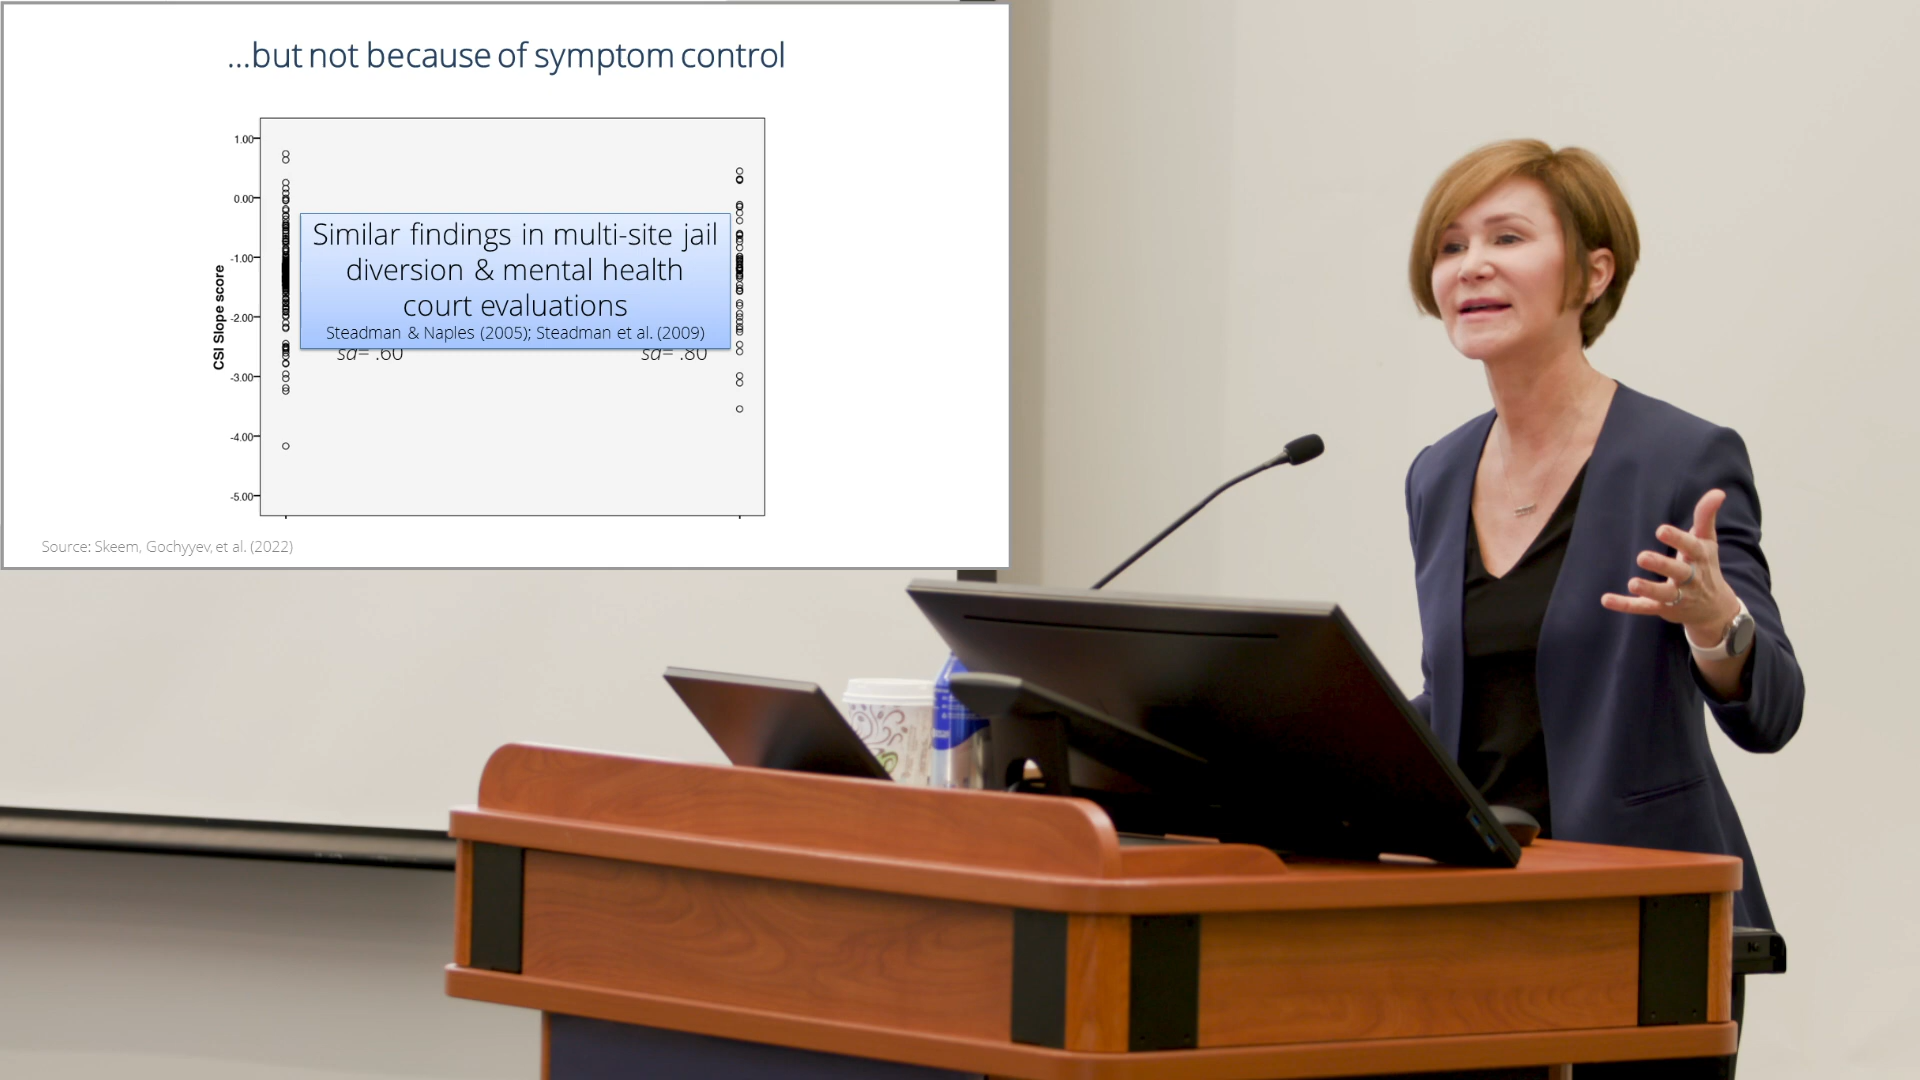 ...but not because of symptom control
1.00
0.00
-1.00
-2.00
-3.00
-4.00
-5.00
CSI Slope score
Similar findings in multi-site jail
diversion & mental health
court evaluations
Steadman & Naples (2005); Steadman et al. (2009)
sd= .60
sd= .80
Source: Skeem, Gochyyev, et al. (2022)